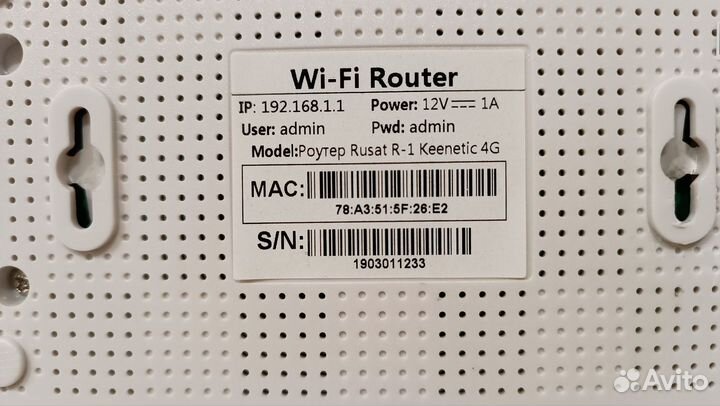 Wi-Fi Router
IP: 192.168.1.1 Power: 12V⎓1A
User: admin Pwd: admin
Model:Роутер Rusat R-1 Keenetic 4G
MAC:
78:A3:51:5F:26:E2
S/N:
1903011233
Avito